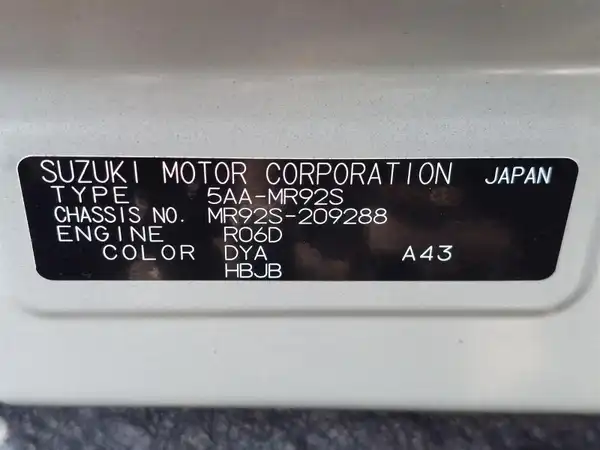 SUZUKI MOTOR CORPORATION JAPAN
TYPE 5AA-MR92S
CHASSIS NO. MR92S-209288
ENGINE R06D
COLOR DYA A43
HBJB